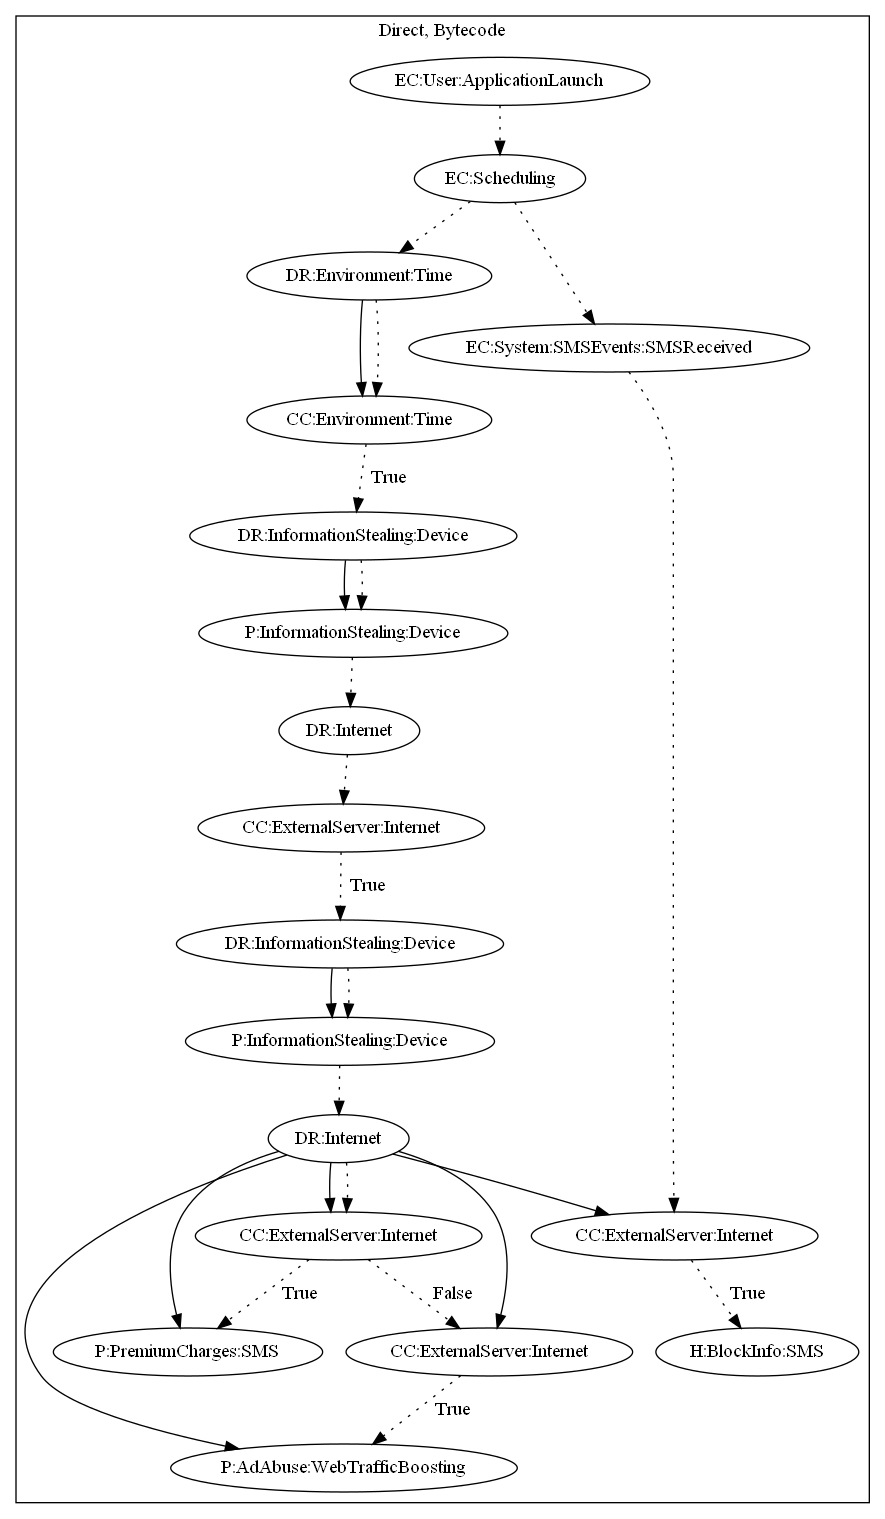 Direct, Bytecode
EC:User:ApplicationLaunch
EC:Scheduling
DR:Environment:Time
EC:System:SMSEvents:SMSReceived
CC:Environment:Time
True
DR:InformationStealing:Device
P:InformationStealing:Device
DR:Internet
CC:ExternalServer:Internet
True
DR:InformationStealing:Device
P:InformationStealing:Device
DR:Internet
CC:ExternalServer:Internet
CC:ExternalServer:Internet
True
False
True
P:PremiumCharges:SMS
CC:ExternalServer:Internet
H:BlockInfo:SMS
True
P:AdAbuse:WebTrafficBoosting